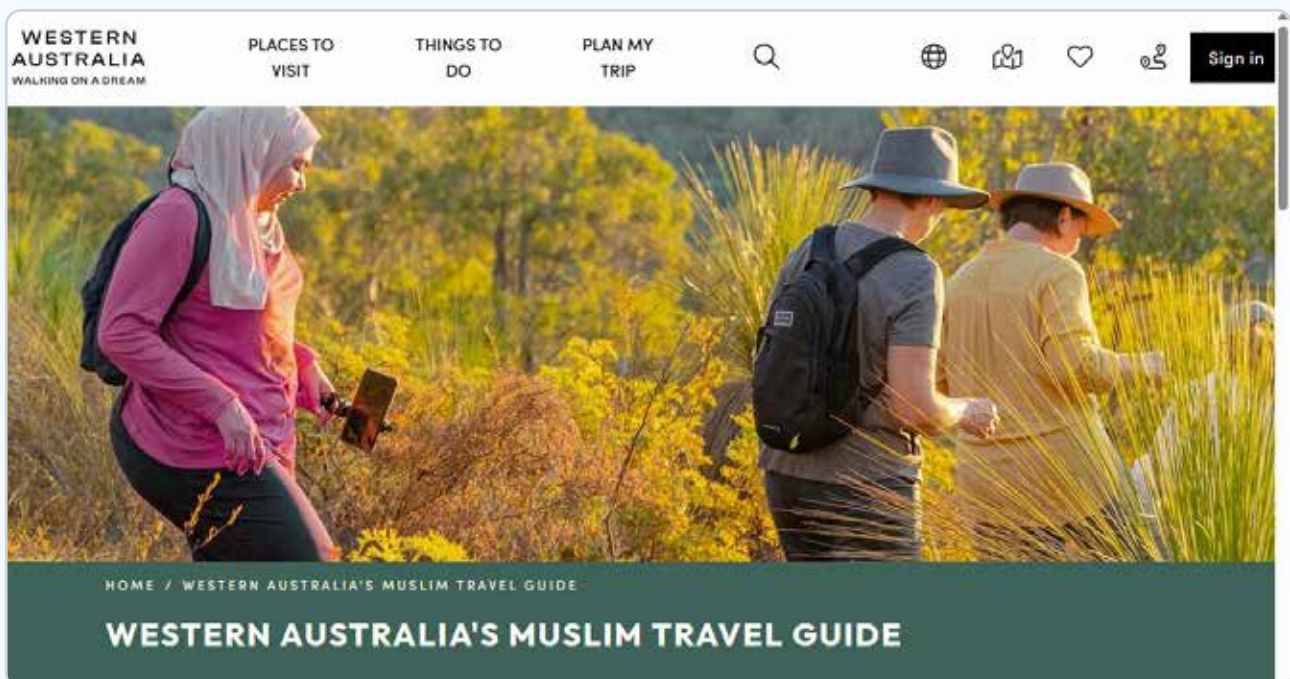 WESTERN
AUSTRALIA
WALKING ON A DREAM
PLACES TO
VISIT
THINGS TO
DO
PLAN MY
TRIP
Sign in
HOME / WESTERN AUSTRALIA'S MUSLIM TRAVEL GUIDE
WESTERN AUSTRALIA'S MUSLIM TRAVEL GUIDE